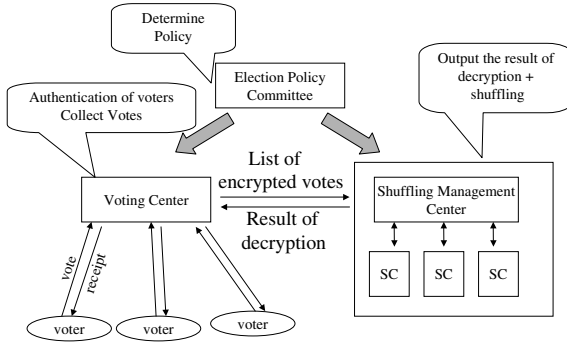 Determine
Policy
Election Policy
Committee
Output the result of
decryption +
shuffling
Authentication of voters
Collect Votes
List of
encrypted votes
Voting Center
Shuffling Management
Center
Result of
decryption
vote
receipt
SC
SC
SC
voter
voter
voter